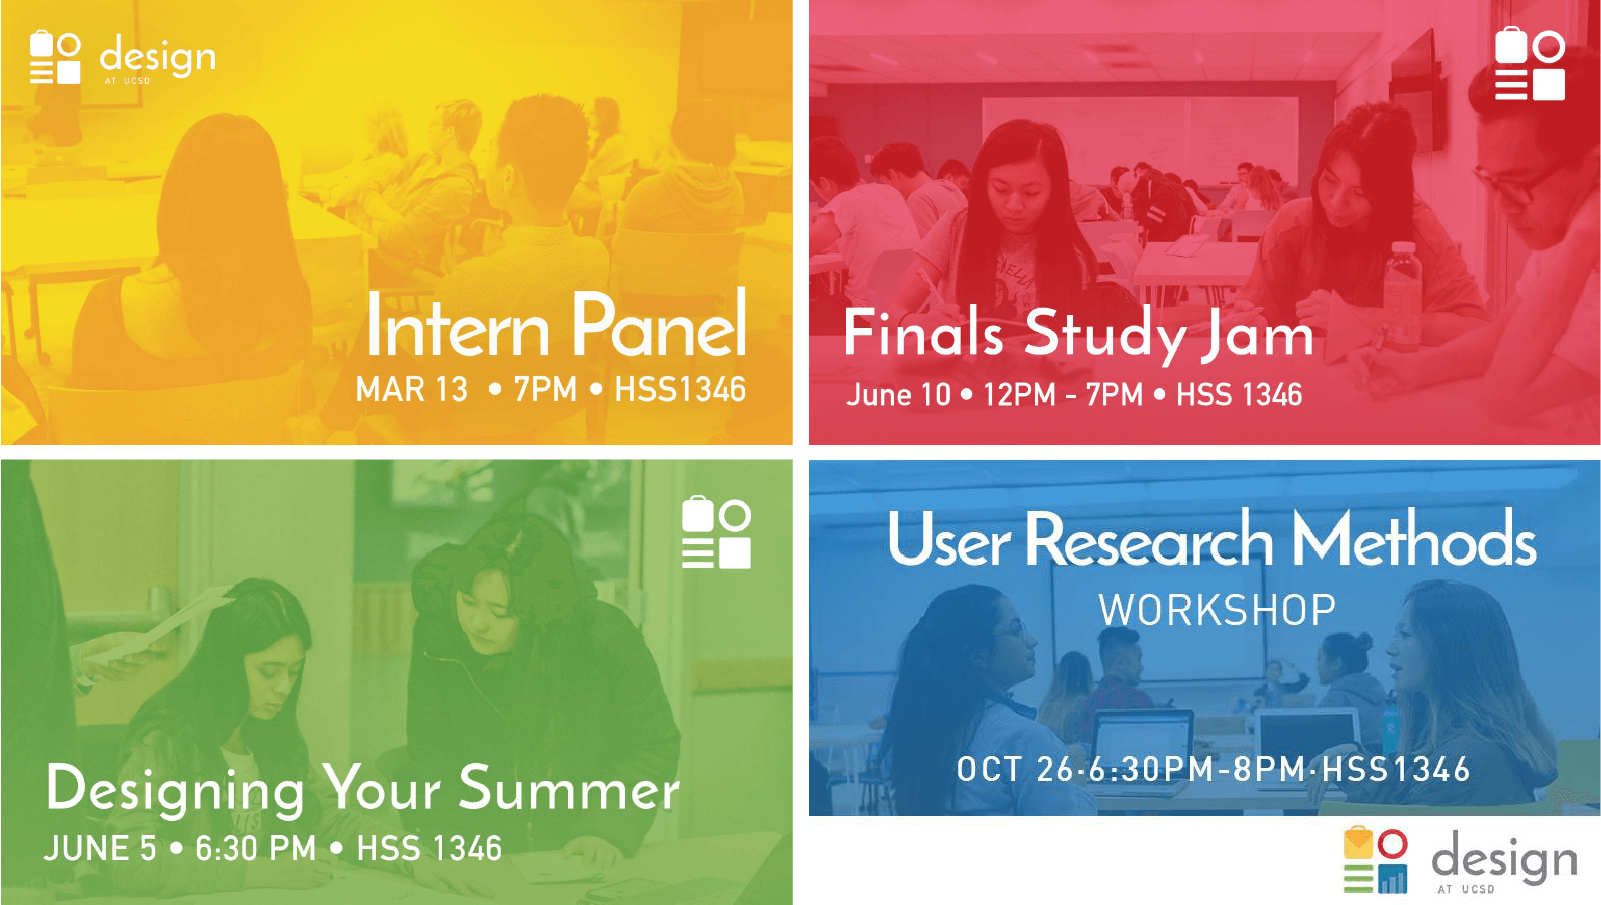 design
AT UCSD
Intern Panel
MAR 13 • 7PM • HSS1346
Finals Study Jam
June 10 • 12PM - 7PM • HSS 1346
Designing Your Summer
JUNE 5 • 6:30 PM • HSS 1346
User Research Methods
WORKSHOP
OCT 26·6:30PM-8PM·HSS1346
design
AT UCSD